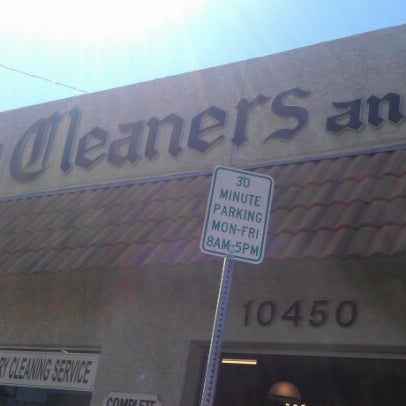 Cleaners an
30
MINUTE
PARKING
MON-FRI
8AM-5PM
10450
RY CLEANING SERVICE
COMPLETE